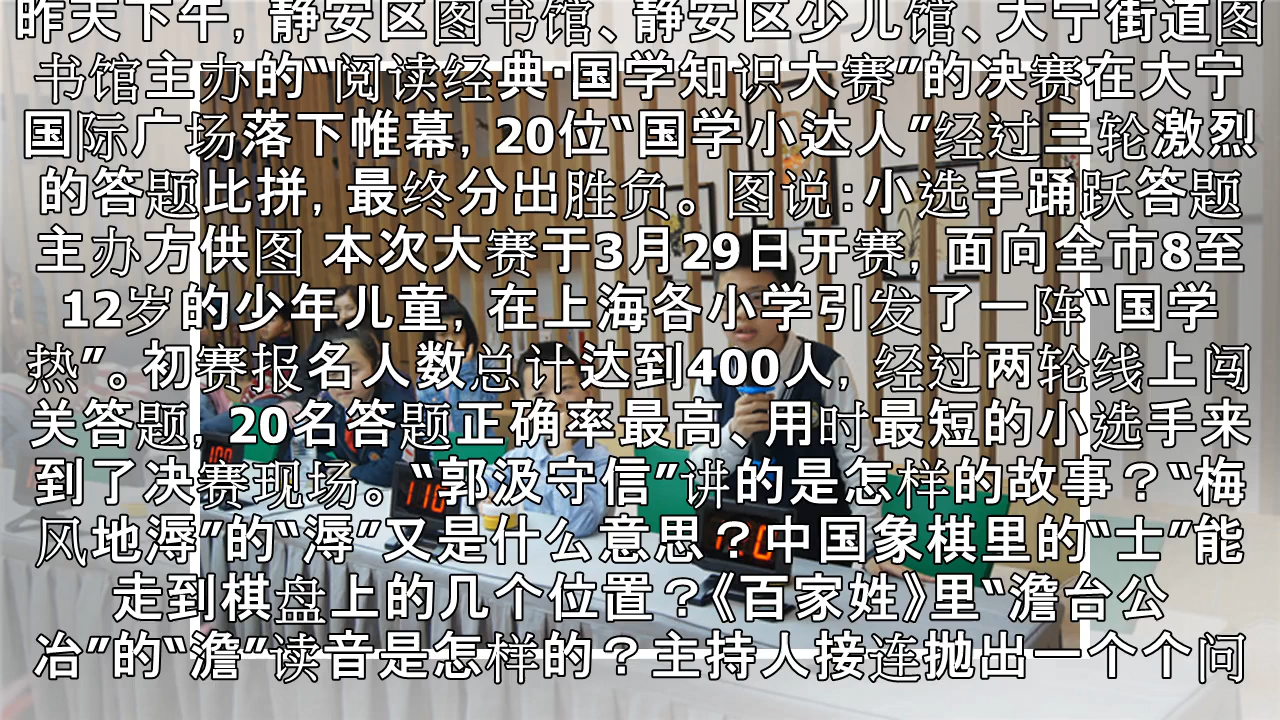 昨天下午，静安区图书馆、静安区少儿馆、大宁街道图
书馆主办的“阅读经典·国学知识大赛”的决赛在大宁
国际广场落下帷幕，20位“国学小达人”经过三轮激烈
的答题比拼，最终分出胜负。图说：小选手踊跃答题
主办方供图 本次大赛于3月29日开赛，面向全市8至
12岁的少年儿童，在上海各小学引发了一阵“国学
热”。初赛报名人数总计达到400人，经过两轮线上闯
关答题，20名答题正确率最高、用时最短的小选手来
到了决赛现场。“郭汲守信”讲的是怎样的故事？“梅
风地溽”的“溽”又是什么意思？中国象棋里的“士”能
走到棋盘上的几个位置？《百家姓》里“澹台公
冶”的“澹”读音是怎样的？主持人接连抛出一个个问
100
110